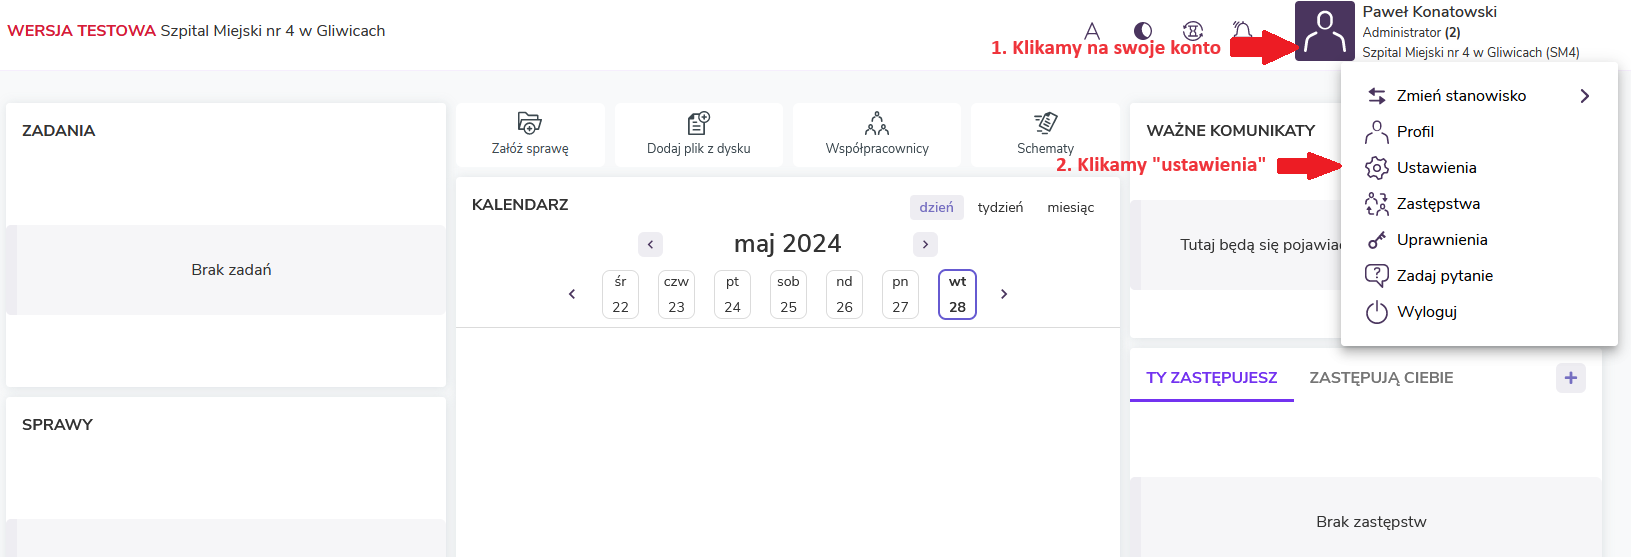 WERSJA TESTOWA Szpital Miejski nr 4 w Gliwicach
1. Klikamy na swoje konto
Paweł Konatowski
Administrator (2)
Szpital Miejski nr 4 w Gliwicach (SM4)
Zmień stanowisko
Profil
2. Klikamy "ustawienia"
Ustawienia
Zastępstwa
Uprawnienia
Zadaj pytanie
Wyloguj
ZADANIA
Brak zadań
SPRAWY
Załóż sprawę
Dodaj plik z dysku
Współpracownicy
Schematy
KALENDARZ
dzień tydzień miesiąc
maj 2024
śr czw pt sob nd pn wt
22 23 24 25 26 27 28
WAŻNE KOMUNIKATY
Tutaj będą się
TY ZASTĘPUJESZ ZASTĘPUJĄ CIEBIE
Brak zastępstw